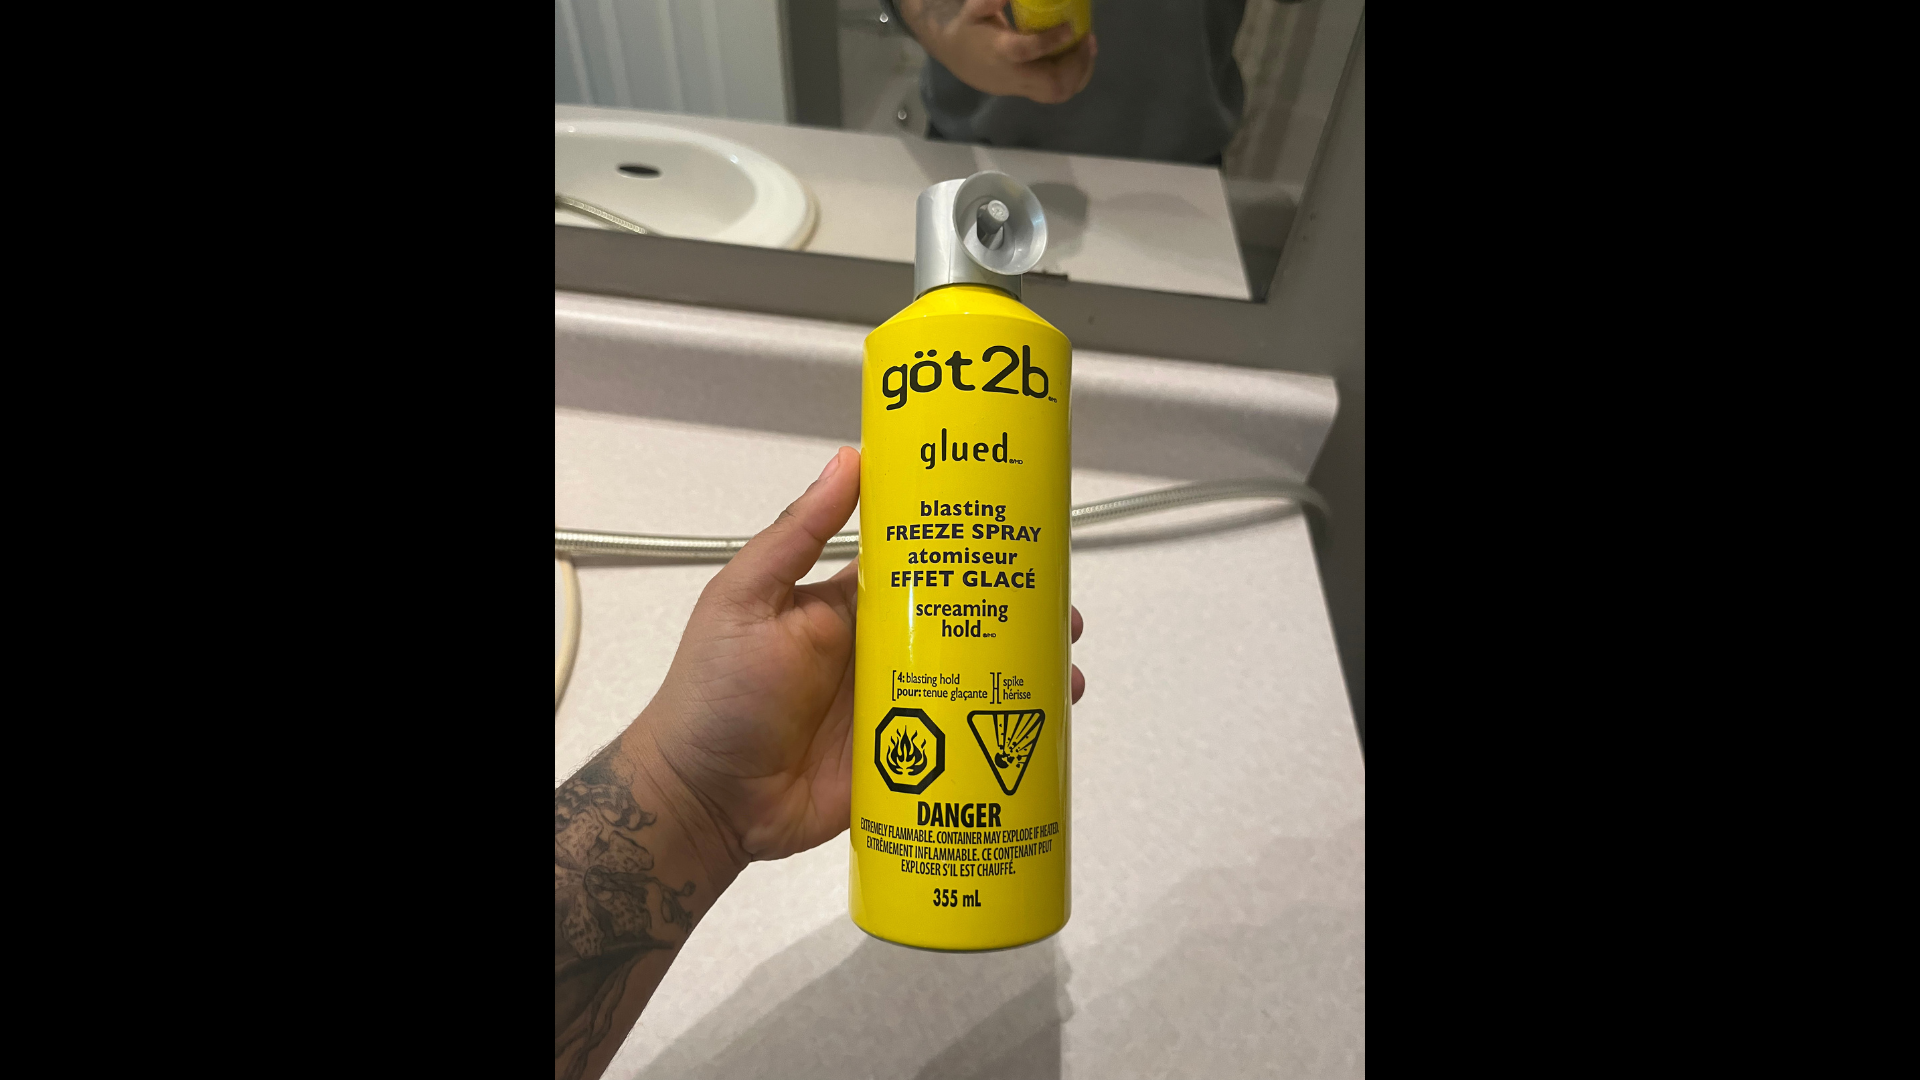 göt2b
glued
blasting
FREEZE SPRAY
atomiseur
EFFET GLACÉ
screaming
hold
4: blasting hold
pour: tenue glaçante
spike
hérisse
DANGER
EXTREMELY FLAMMABLE. CONTAINER MAY EXPLODE IF HEATED.
EXTRÊMEMENT INFLAMMABLE. CE CONTENANT PEUT
EXPLOSER S'IL EST CHAUFFÉ.
355 mL